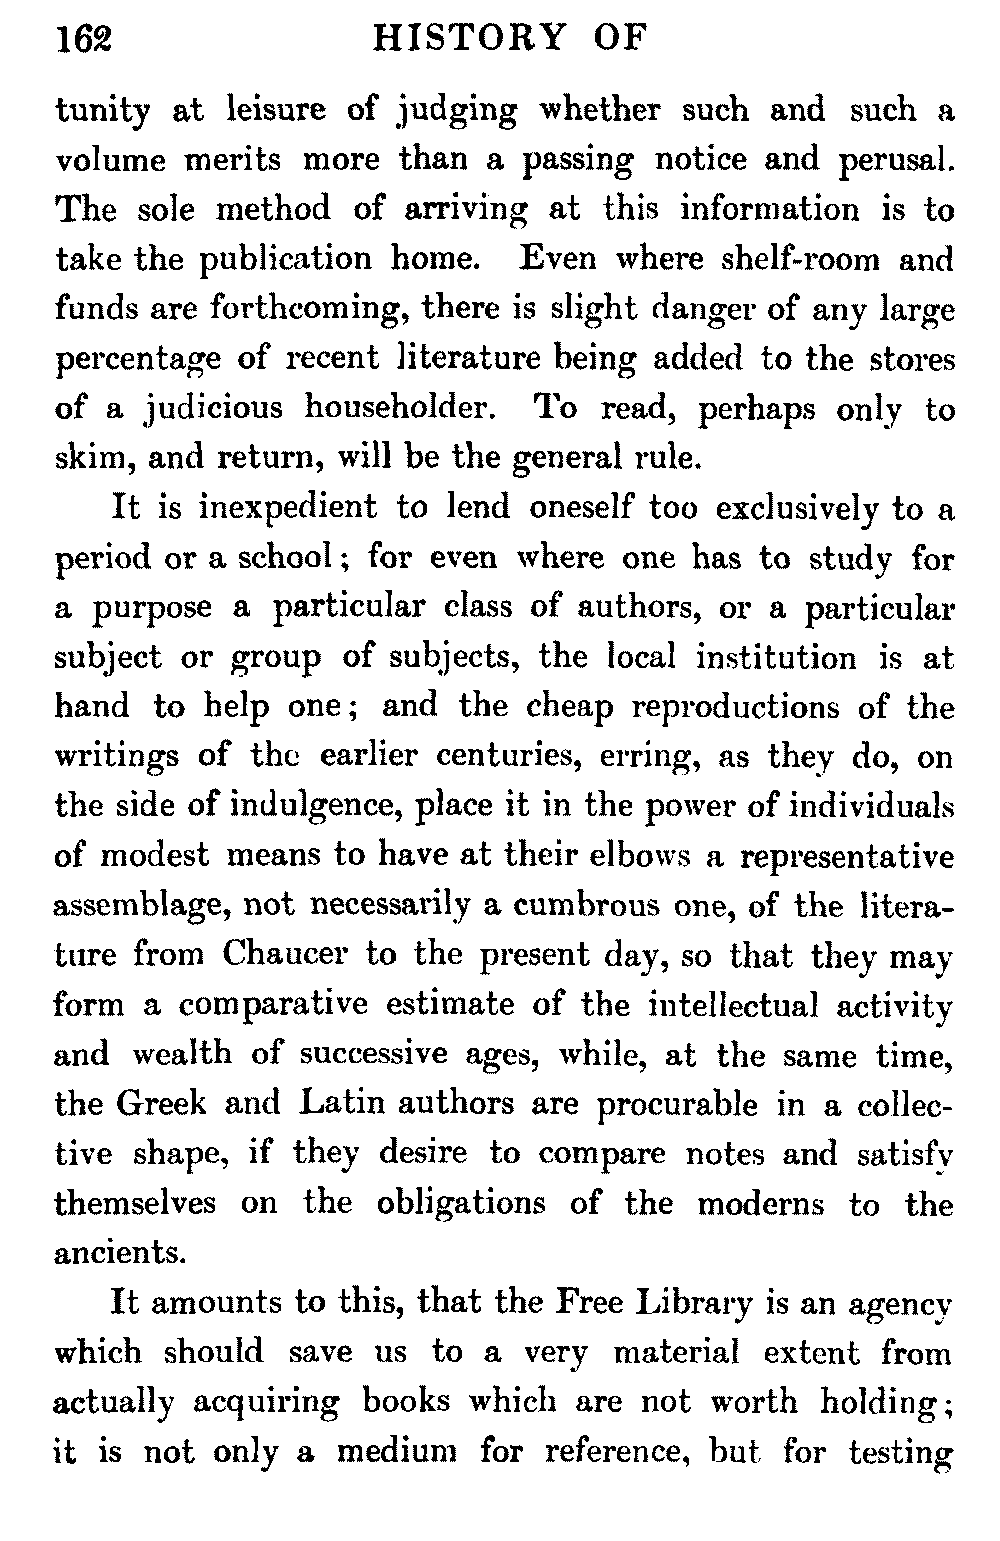 162 HISTORY OF
tunity at leisure of judging whether such and such a
volume merits more than a passing notice and perusal.
The sole method of arriving at this information is to
take the publication home. Even where shelf-room and
funds are forthcoming, there is slight danger of any large
percentage of recent literature being added to the stores
of a judicious householder. To read, perhaps only to
skim, and return, will be the general rule.
It is inexpedient to lend oneself too exclusively to a
period or a school; for even where one has to study for
a purpose a particular class of authors, or a particular
subject or group of subjects, the local institution is at
hand to help one; and the cheap reproductions of the
writings of the earlier centuries, erring, as they do, on
the side of indulgence, place it in the power of individuals
of modest means to have at their elbows a representative
assemblage, not necessarily a cumbrous one, of the litera-
ture from Chaucer to the present day, so that they may
form a comparative estimate of the intellectual activity
and wealth of successive ages, while, at the same time,
the Greek and Latin authors are procurable in a collec-
tive shape, if they desire to compare notes and satisfy
themselves on the obligations of the moderns to the
ancients.
It amounts to this, that the Free Library is an agency
which should save us to a very material extent from
actually acquiring books which are not worth holding;
it is not only a medium for reference, but for testing